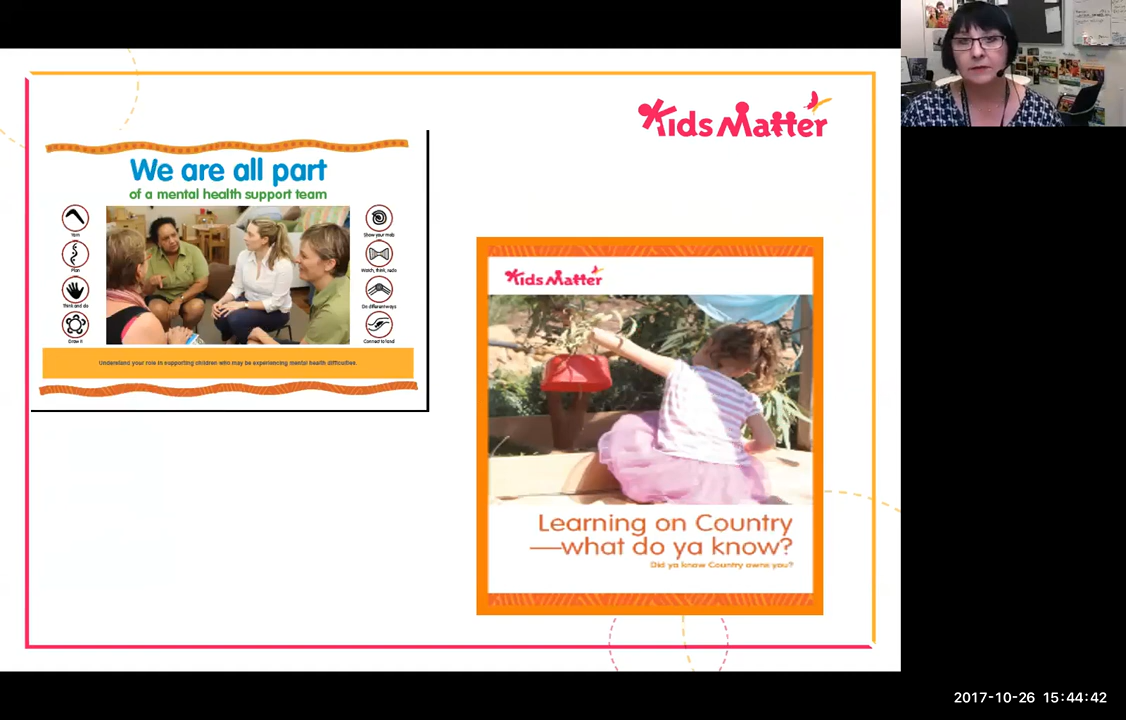 KidsMatter
We are all part
of a mental health support team
Yarn
Plan
Think and do
Draw it
Show your mob
Watch, think, redo
Do different ways
Connect to land
Understand your role in supporting children who may be experiencing mental health difficulties.
KidsMatter
Learning on Country
—what do ya know?
Did ya know Country owns you?
2017-10-26 15:44:42